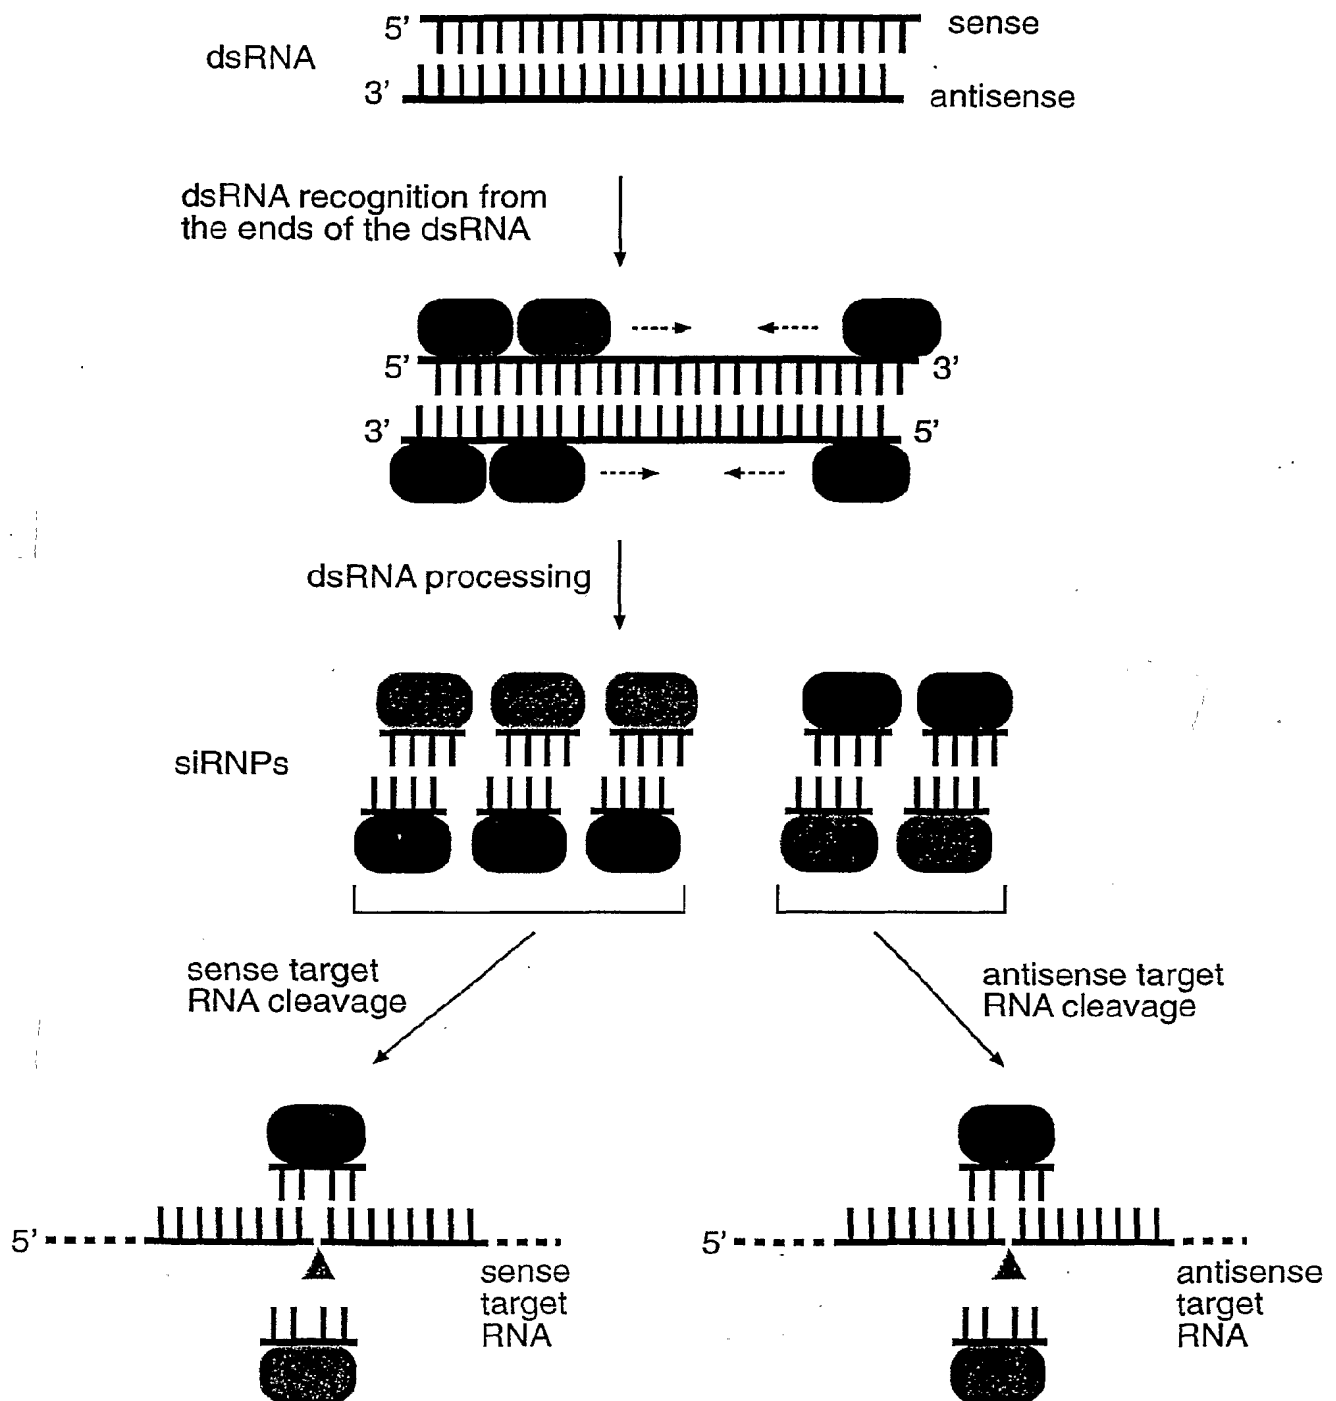 5’
sense
dsRNA
3’
antisense
dsRNA recognition from
the ends of the dsRNA
5’
3’
3’
5’
dsRNA processing
siRNPs
sense target
RNA cleavage
antisense target
RNA cleavage
5’
sense
target
RNA
5’
antisense
target
RNA